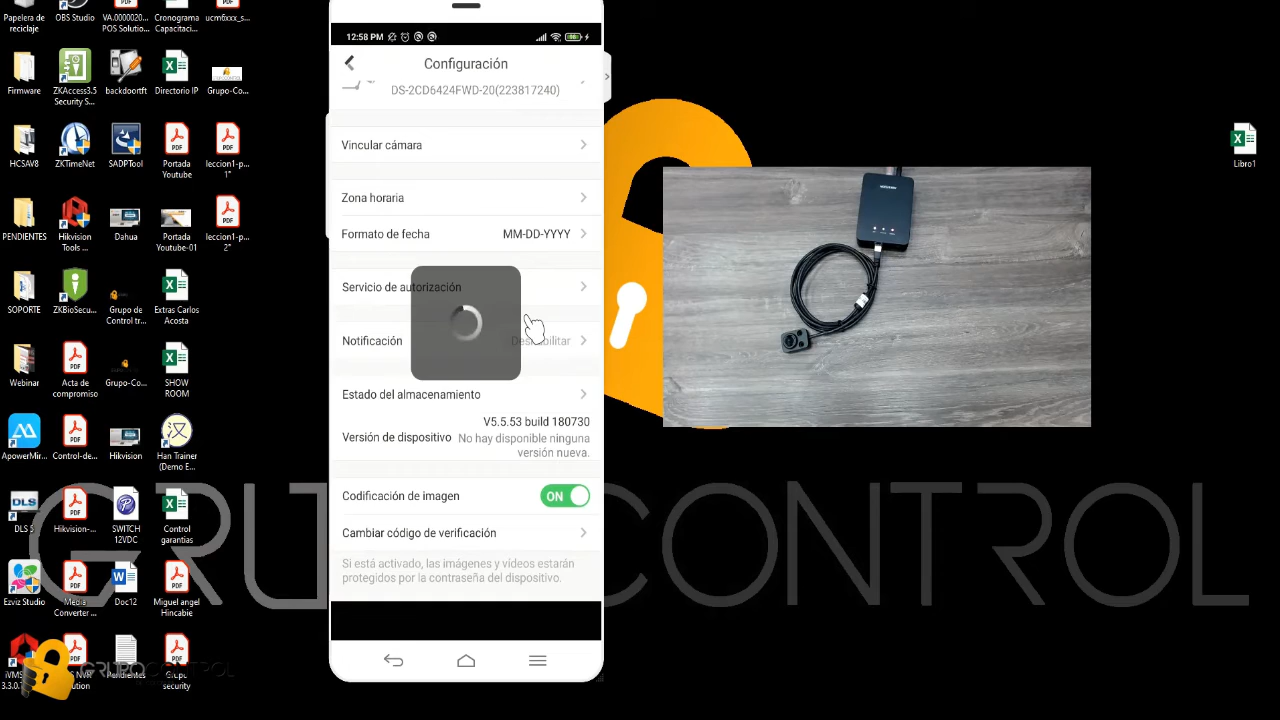 Papelera de
reciclaje
OBS Studio
VA.0000020...
POS Solutio...
Cronograma
Capacitaci...
ucm6xxx_s...
Firmware
ZKAccess3.5
Security S...
backdoortft
Directorio IP
Grupo-Co...
HCSAV8
ZKTimeNet
SADPTool
Portada
Youtube
leccion1-p...
1"
PENDIENTES
Hikvision
Tools ...
Dahua
Portada
Youtube-01
leccion1-p...
2"
SOPORTE
ZKBioSecu...
Grupo de
Control tr...
Extras Carlos
Acosta
Webinar
Acta de
compromiso
Grupo-Co...
SHOW
ROOM
ApowerMir...
Control-de...
Hikvision
Han Trainer
(Demo E...
DLS 5
Hikvision-...
SWITCH
12VDC
Control
garantias
Ezviz Studio
Media
Converter ...
Doc12
Miguel angel
Hincabie
Pendientes
Grupo
security
12:58 PM
Configuración
DS-2CD6424FWD-20(223817240)
Vincular cámara
Zona horaria
Formato de fecha MM-DD-YYYY
Servicio de autorización
Notificación
Estado del almacenamiento
V5.5.53 build 180730
Versión de dispositivo
No hay disponible ninguna
versión nueva.
Codificación de imagen ON
Cambiar código de verificación
Si está activado, las imágenes y videos estarán
protegidos por la contraseña del dispositivo.
Libro1
GRUPOCONTROL